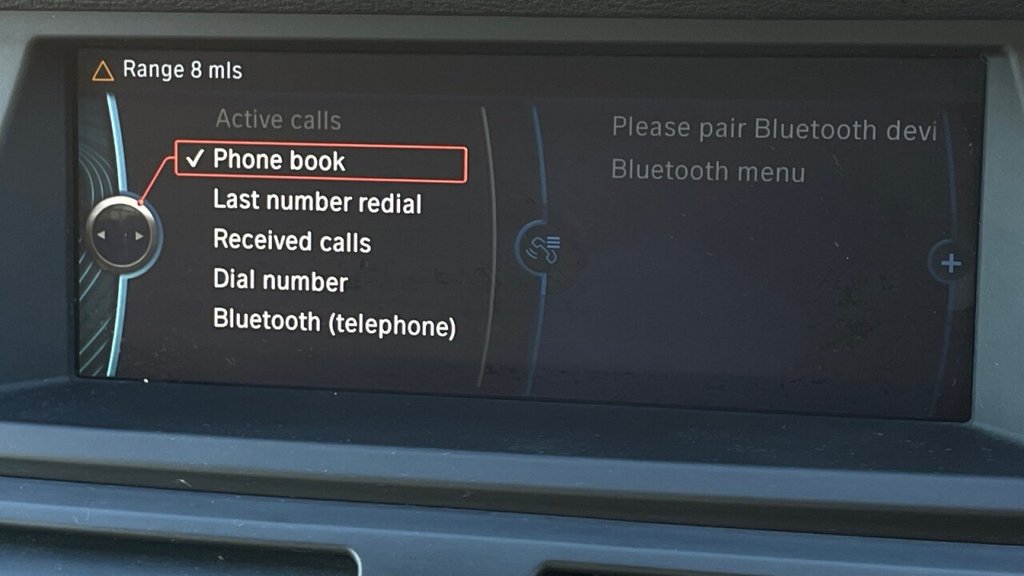 Range 8 mls
Active calls
Phone book
Last number redial
Received calls
Dial number
Bluetooth (telephone)
Please pair Bluetooth devi
Bluetooth menu